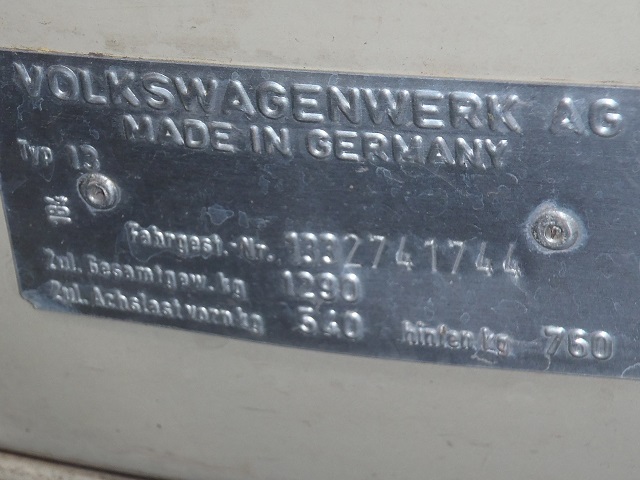 VOLKSWAGENWERK AG
MADE IN GERMANY
Typ 13
Fahrgest.-Nr. 1332741744
Zul. Gesamtgew. kg 1290
Zul. Achslast vorn kg 540 hinten kg 760